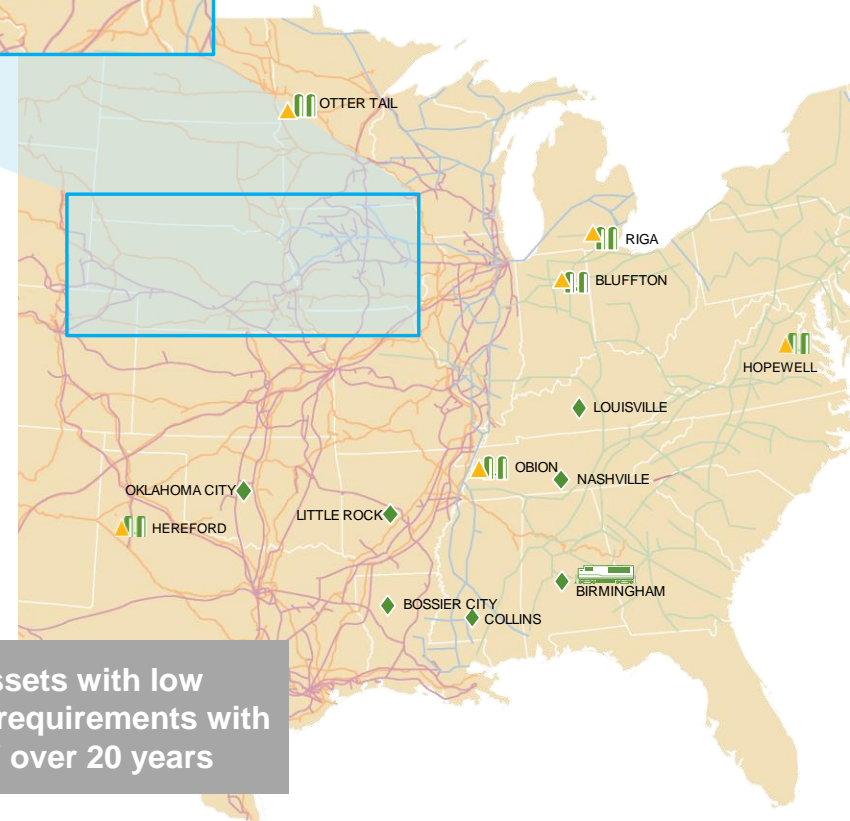 OTTER TAIL
RIGA
BLUFFTON
HOPEWELL
LOUISVILLE
OBION
NASHVILLE
OKLAHOMA CITY
LITTLE ROCK
HEREFORD
BIRMINGHAM
BOSSIER CITY
COLLINS
with low
requirements with
over 20 years